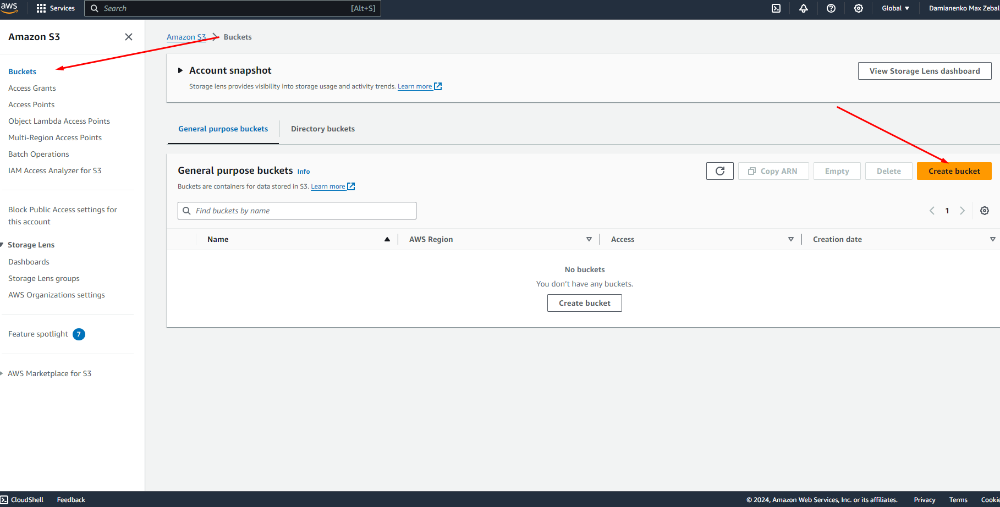 aws
Services
Search
[Alt+S]
Global
Damianenko Max Zebal
Amazon S3
Buckets
Access Grants
Access Points
Object Lambda Access Points
Multi-Region Access Points
Batch Operations
IAM Access Analyzer for S3
Block Public Access settings for
this account
Storage Lens
Dashboards
Storage Lens groups
AWS Organizations settings
Feature spotlight 7
AWS Marketplace for S3
Amazon S3 Buckets
Account snapshot
Storage lens provides visibility into storage usage and activity trends. Learn more
View Storage Lens dashboard
General purpose buckets
Directory buckets
General purpose buckets Info
Buckets are containers for data stored in S3. Learn more
Copy ARN
Empty
Delete
Create bucket
Find buckets by name
1
Name
AWS Region
Access
Creation date
No buckets
You don't have any buckets.
Create bucket
CloudShell
Feedback
© 2024, Amazon Web Services, Inc. or its affiliates.
Privacy
Terms
Cookie